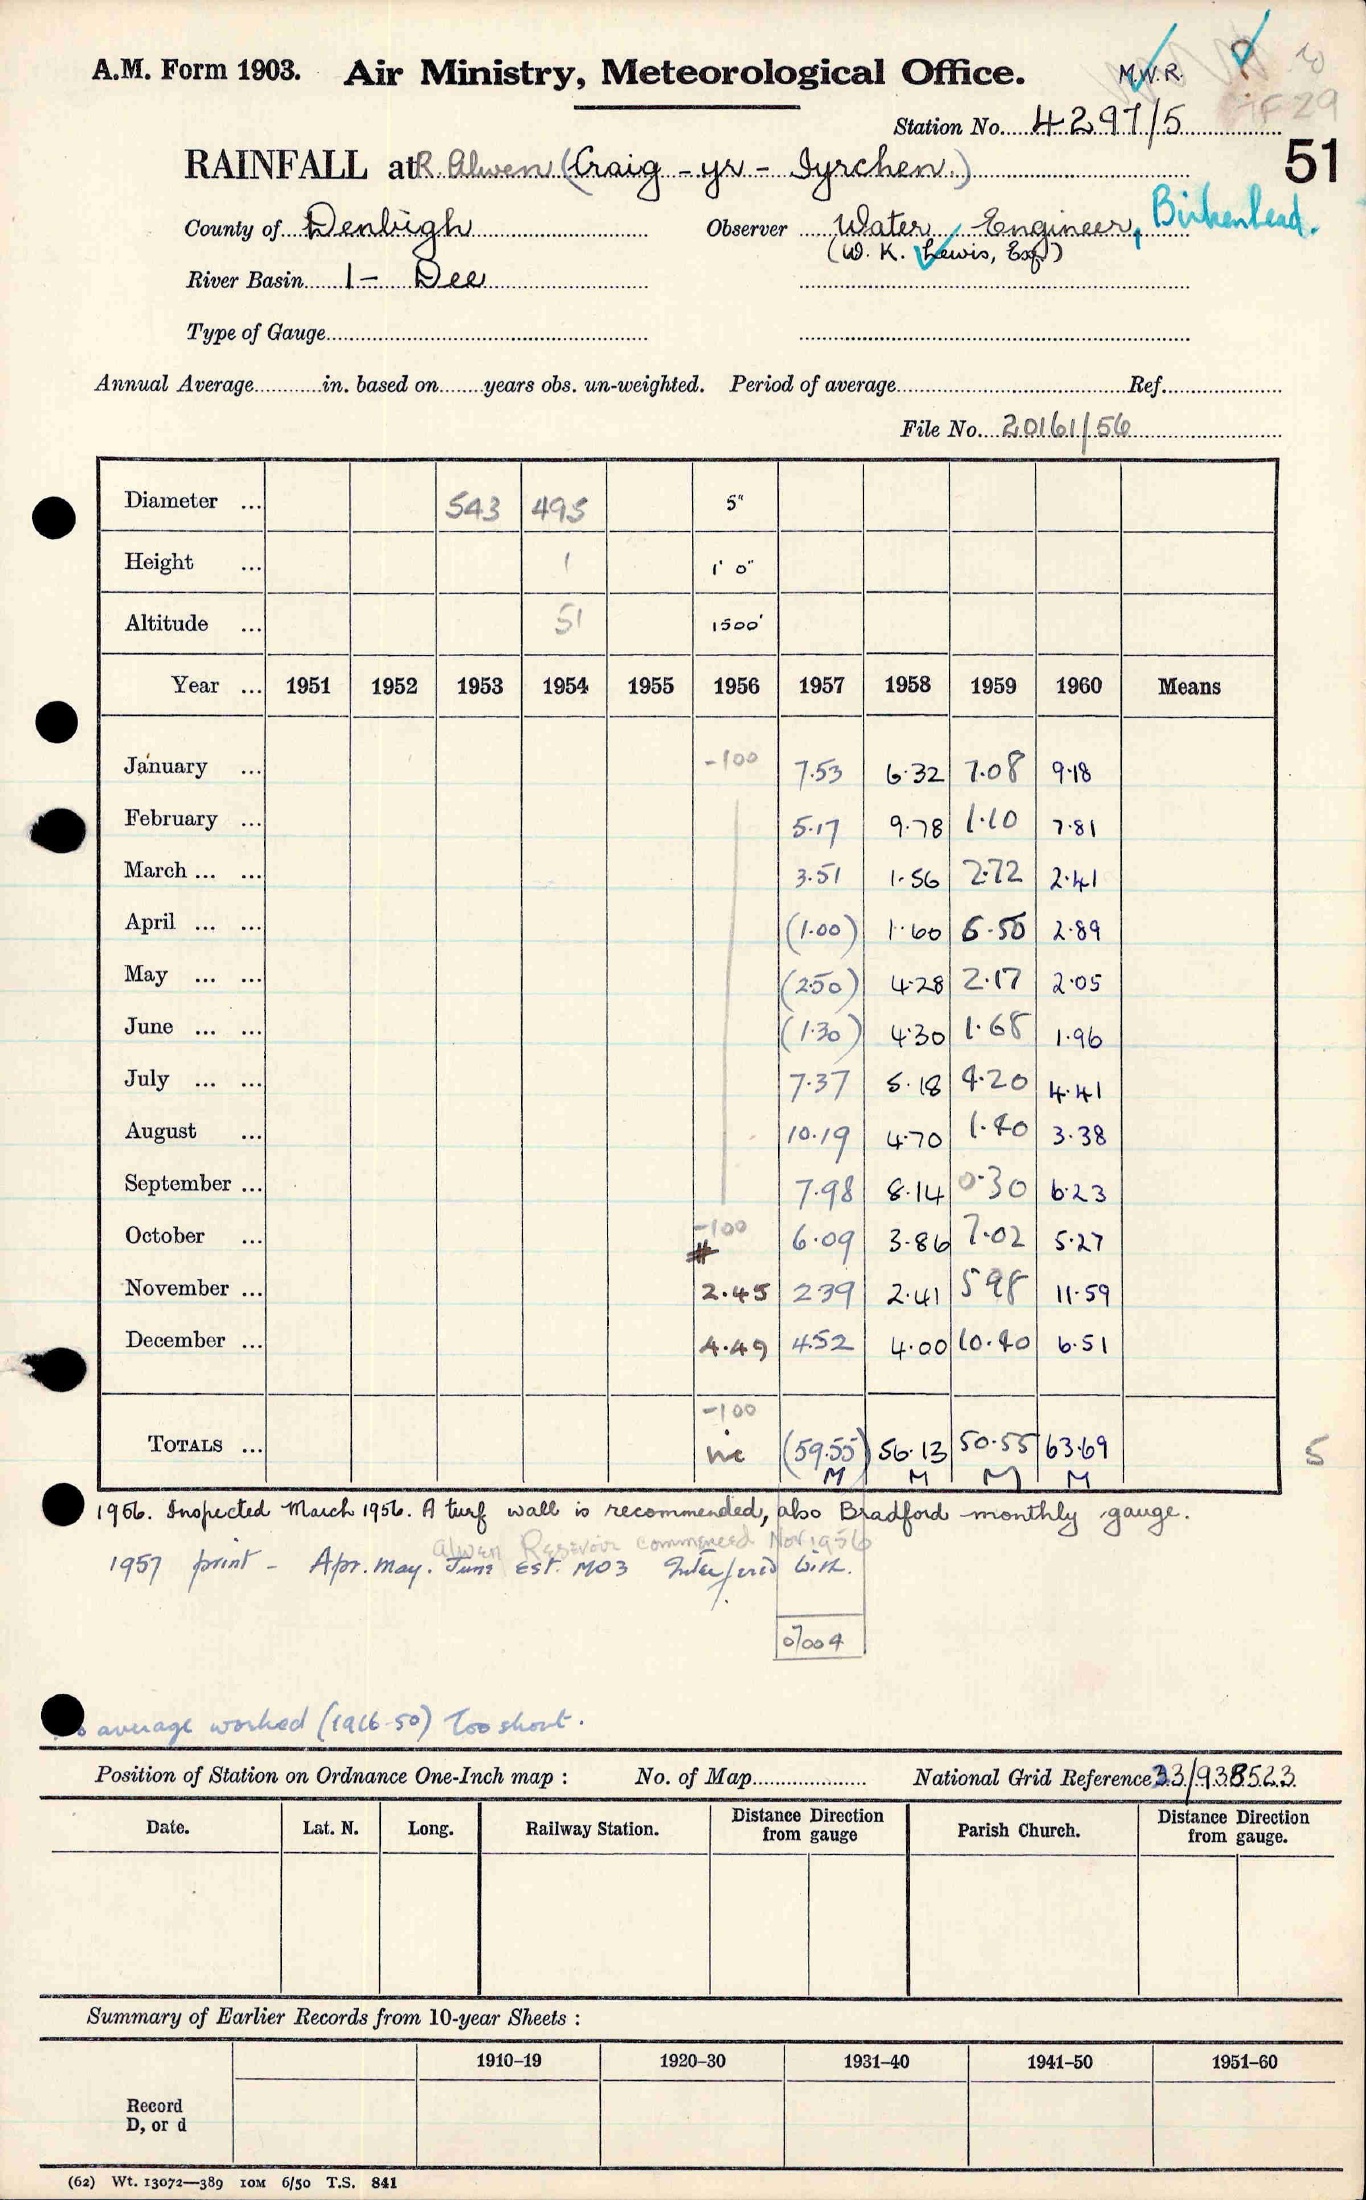 A.M. Form 1903. Air Ministry, Meteorological Office. M.W.R.
Station No. 4297/5
51
RAINFALL at R. Alwen (Craig - yr - Iyrchen.)
County of Denbigh Observer Water Engineer, Birkenhead.
(W. K. Lewis, Esq.)
River Basin 1- Dee
Type of Gauge
Annual Average in. based on years obs. un-weighted. Period of average Ref.
File No. 20161/56
Diameter ... 543 495 5"
Height ... 1 1' 0"
Altitude ... 51 1500'
Year ... 1951 1952 1953 1954 1955 1956 1957 1958 1959 1960 Means
January ... -100 7.53 6.32 7.08 9.18
February ... 5.17 9.78 1.10 7.81
March ... ... 3.51 1.56 2.72 2.41
April ... ... (1.00) 1.60 6.50 2.89
May ... ... (2.50) 4.28 2.17 2.05
June ... ... (1.30) 4.30 1.68 1.96
July ... ... 7.37 5.18 4.20 4.41
August ... 10.19 4.70 1.40 3.38
September ... 7.98 8.14 0.30 6.23
October ... -100 6.09 3.86 7.02 5.27
#
November ... 2.45 2.39 2.41 5.98 11.59
December ... 4.49 4.52 4.00 10.40 6.51
-100
TOTALS ... inc (59.55) 56.13 50.55 63.69 5
M M M M
1956. Inspected March 1956. A turf wall is recommended, also Bradford monthly gauge.
Alwen Reservoir commenced Nov 1956
1957 print - Apr. May. June Est. MO3 Interfered with.
07004
average worked (1916-50) Too short.
Position of Station on Ordnance One-Inch map : No. of Map National Grid Reference 33/938523
Date. Lat. N. Long. Railway Station. Distance Direction from gauge Parish Church. Distance Direction from gauge.
Summary of Earlier Records from 10-year Sheets :
1910–19 1920–30 1931–40 1941–50 1951–60
Record
D, or d
(62) Wt. 13072—389 10M 6/50 T.S. 841